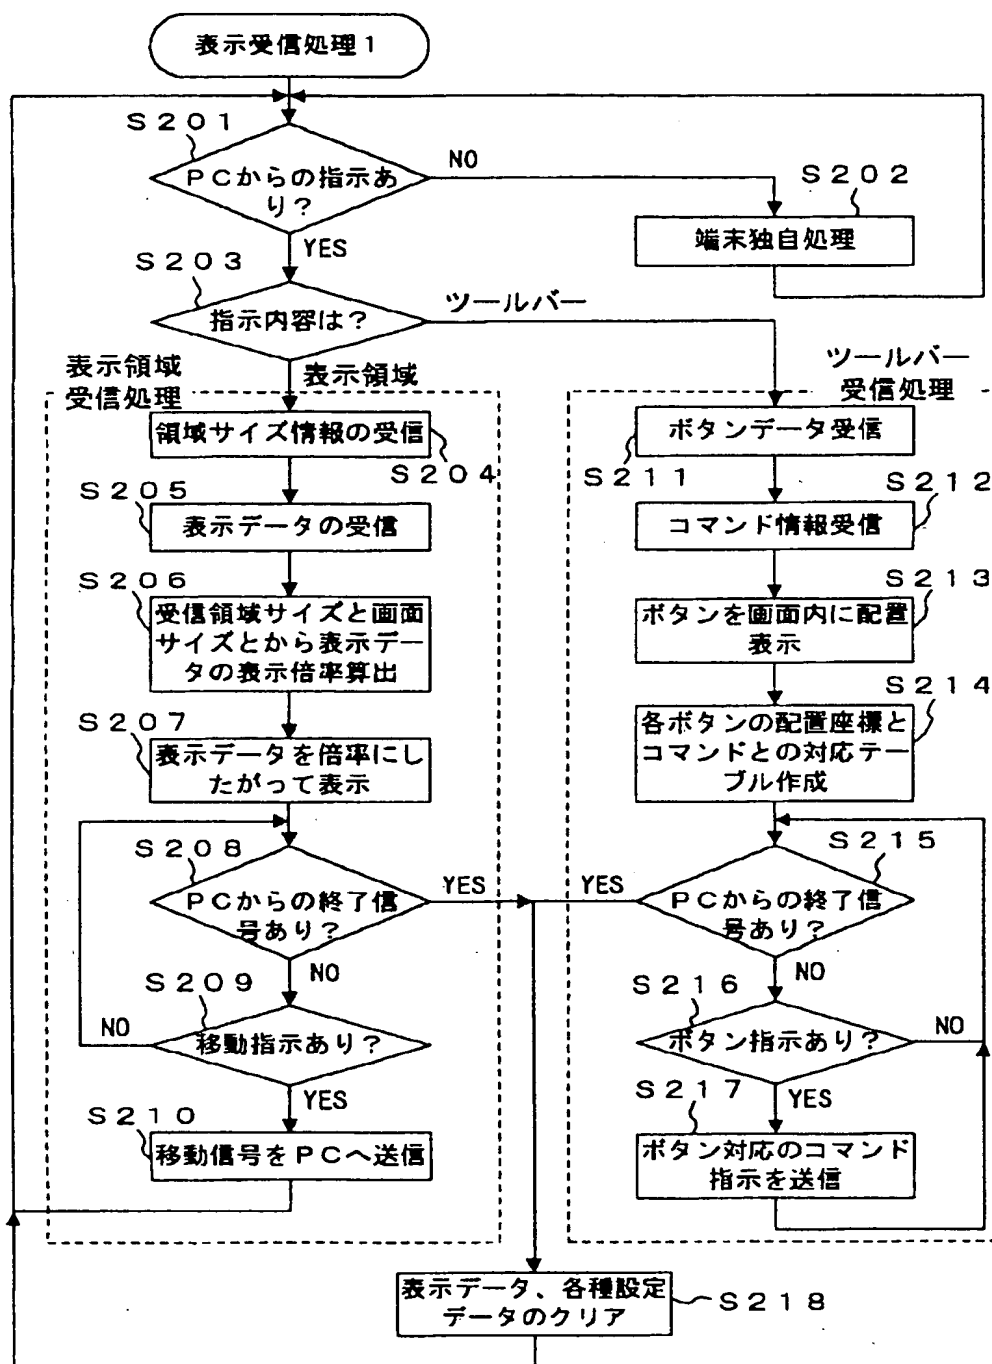 表示受信処理1
S201
PCからの指示あ
り?
NO
S202
端末独自処理
YES
S203
指示内容は?
ツールバー
表示領域
受信処理
表示領域
ツールバー
受信処理
領域サイズ情報の受信
S204
ボタンデータ受信
S211
S205
表示データの受信
S212
コマンド情報受信
S206
受信領域サイズと画面
サイズとから表示デー
タの表示倍率算出
S213
ボタンを画面内に配置
表示
S207
表示データを倍率にし
たがって表示
S214
各ボタンの配置座標と
コマンドとの対応テー
ブル作成
S208
PCからの終了信
号あり?
YES
YES
S215
PCからの終了信
号あり?
NO
NO
S209
移動指示あり?
NO
S216
ボタン指示あり?
NO
YES
YES
S210
移動信号をPCへ送信
S217
ボタン対応のコマンド
指示を送信
表示データ、各種設定
データのクリア
S218